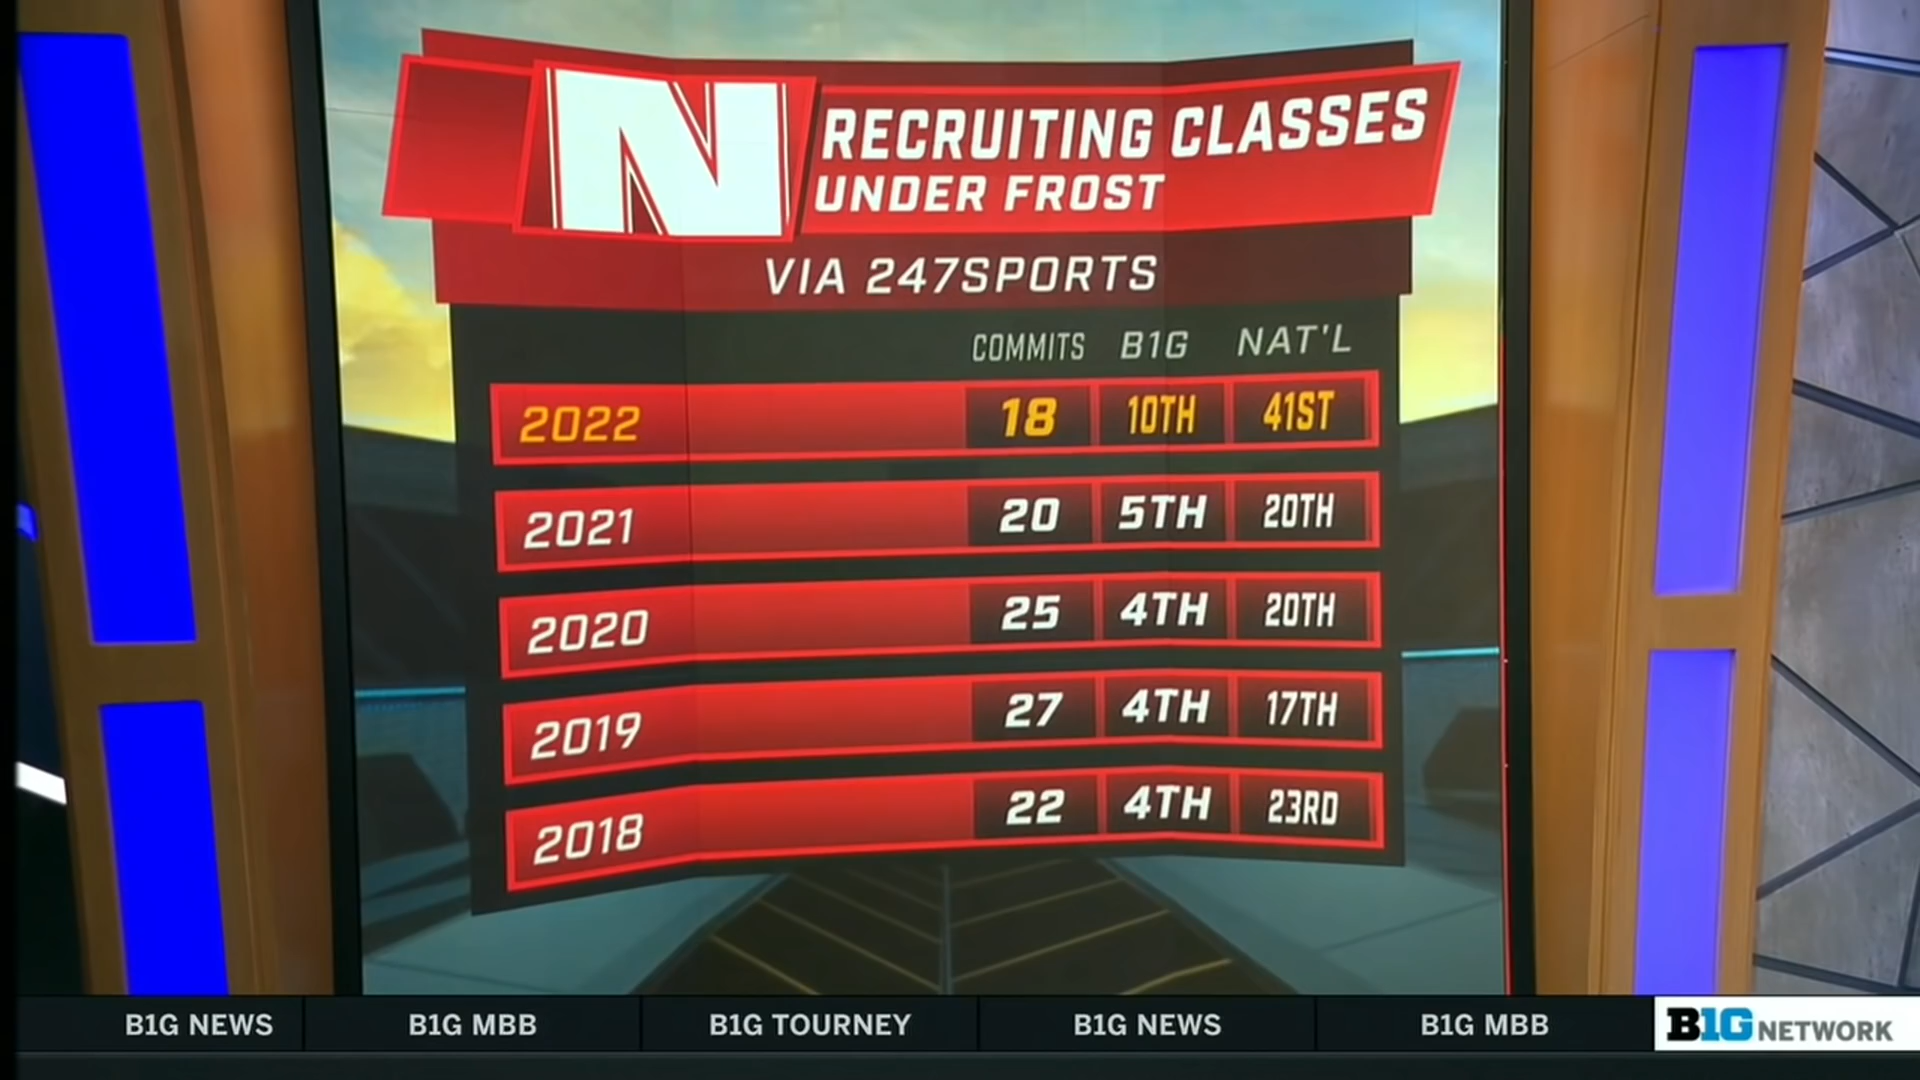 N
RECRUITING CLASSES
UNDER FROST
VIA 247SPORTS
COMMITS B1G NAT'L
2022 18 10TH 41ST
2021 20 5TH 20TH
2020 25 4TH 20TH
2019 27 4TH 17TH
2018 22 4TH 23RD
B1G NEWS B1G MBB B1G TOURNEY B1G NEWS B1G MBB B1G NETWORK